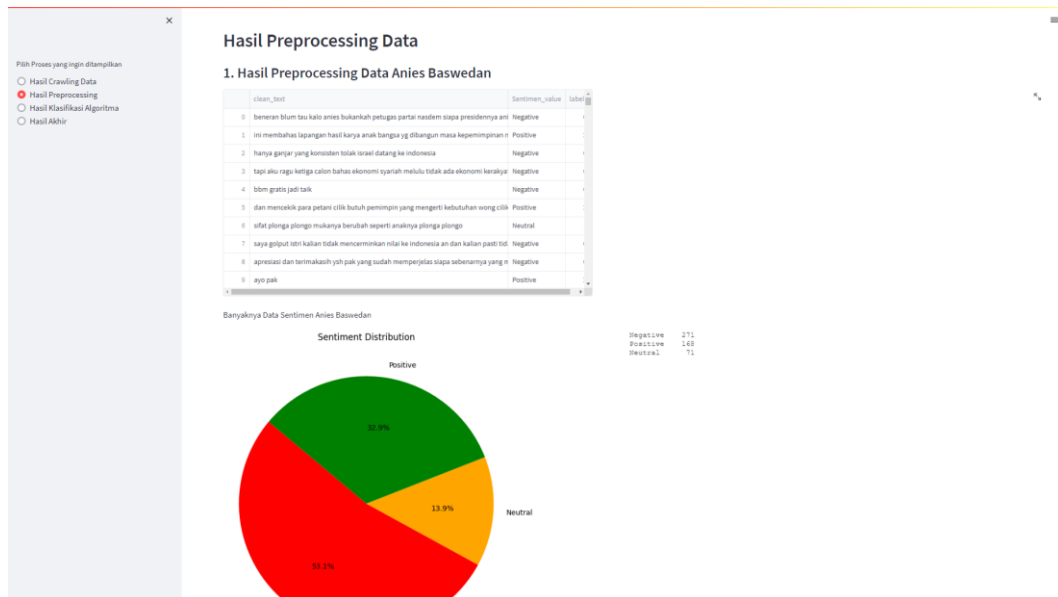 Pilih Proses yang ingin ditampilkan
Hasil Crawling Data
Hasil Preprocessing
Hasil Klasifikasi Algoritma
Hasil Akhir
Hasil Preprocessing Data
1. Hasil Preprocessing Data Anies Baswedan
clean_text Sentimen_value label
0 beneran blum tau kalo anies bukankah petugas partai nasdem siapa presidennya ani Negative
1 ini membahas lapangan hasil karya anak bangsa yg dibangun masa kepemimpinan Positive
2 hanya ganjar yang konsisten tolak israel datang ke indonesia Negative
3 tapi aku ragu ketiga calon bahas ekonomi syariah melulu tidak ada ekonomi kerakya Negative
4 bbm gratis jadi taik Negative
5 dan mencekik para petani cilik butuh pemimpin yang mengerti kebutuhan wong cilik Positive
6 sifat plonga plongo mukanya berubah seperti anaknya plonga plongo Neutral
7 saya golput istri kalian tidak mencerminkan nilai ke indonesia an dan kalian pasti tid Negative
8 apresiasi dan terimakasih ysh pak yang sudah memperjelas siapa sebenarnya yang Negative
9 ayo pak Positive
Banyaknya Data Sentimen Anies Baswedan
Sentiment Distribution
Negative 271
Positive 168
Neutral 71
Positive
32.9%
13.9%
Neutral
53.1%